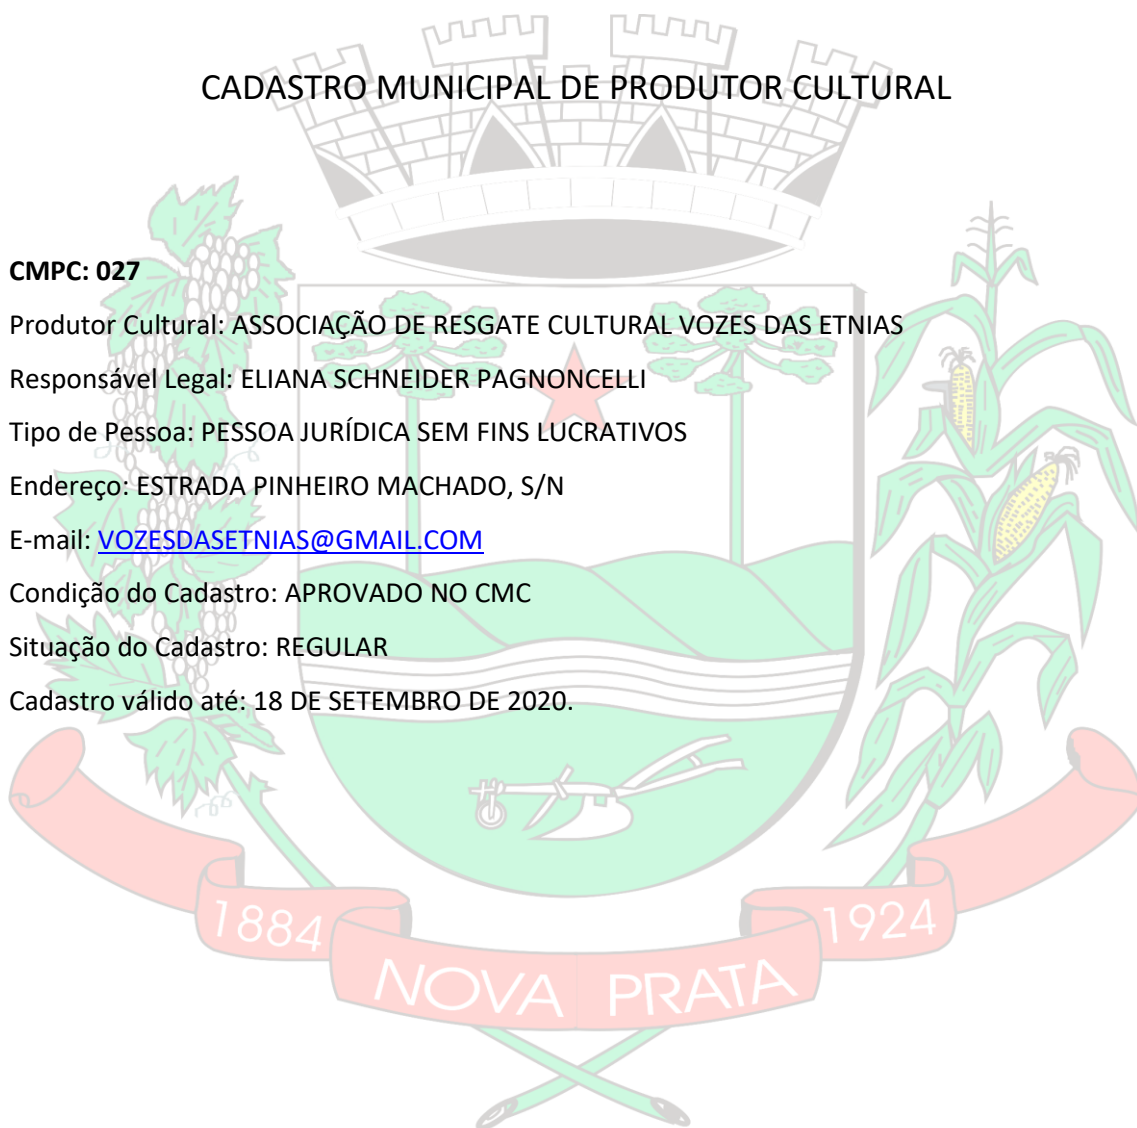 CADASTRO MUNICIPAL DE PRODUTOR CULTURAL
CMPC: 027
Produtor Cultural: ASSOCIAÇÃO DE RESGATE CULTURAL VOZES DAS ETNIAS
Responsável Legal: ELIANA SCHNEIDER PAGNONCELLI
Tipo de Pessoa: PESSOA JURÍDICA SEM FINS LUCRATIVOS
Endereço: ESTRADA PINHEIRO MACHADO, S/N
E-mail: VOZESDASETNIAS@GMAIL.COM
Condição do Cadastro: APROVADO NO CMC
Situação do Cadastro: REGULAR
Cadastro válido até: 18 DE SETEMBRO DE 2020.
1884
NOVA PRATA
1924